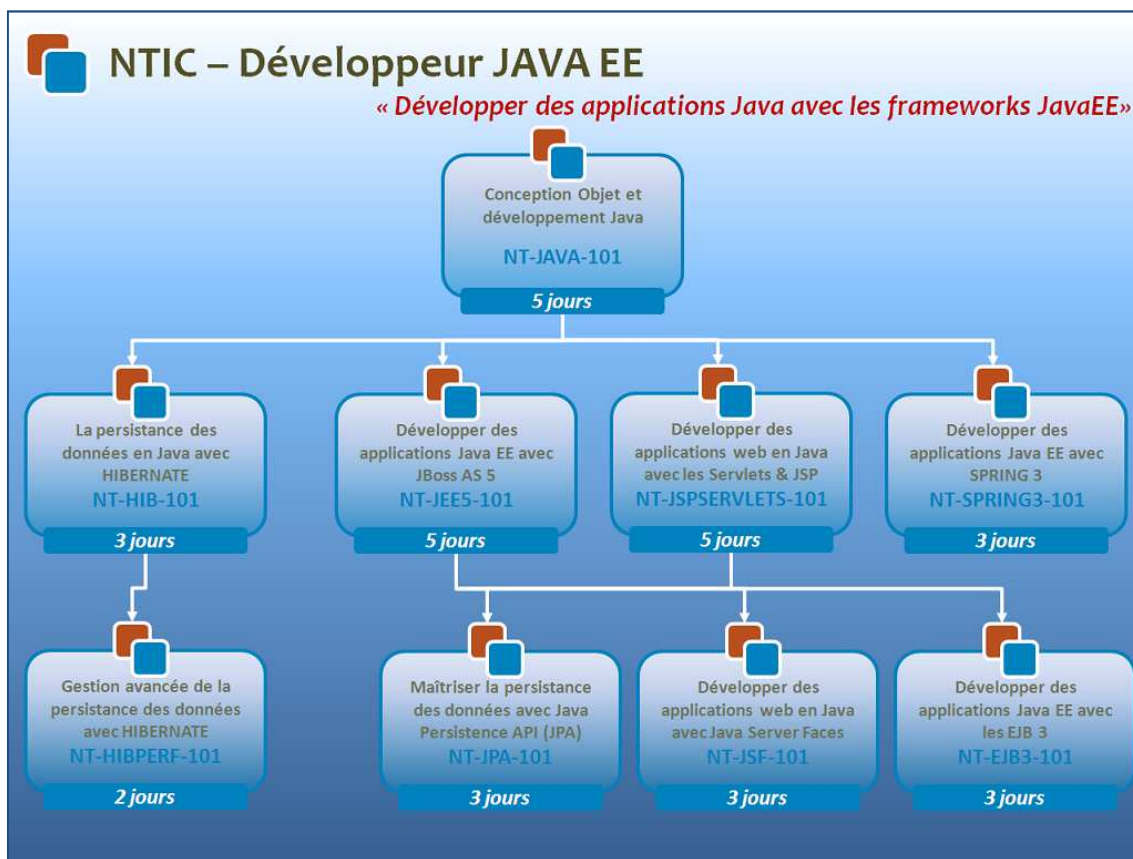 NTIC – Développeur JAVA EE
« Développer des applications Java avec les frameworks JavaEE»
Conception Objet et
développement Java
NT-JAVA-101
5 jours
La persistance des
données en Java avec
HIBERNATE
NT-HIB-101
3 jours
Développer des
applications Java EE avec
JBoss AS 5
NT-JEE5-101
5 jours
Développer des
applications web en Java
avec les Servlets & JSP
NT-JSPSERVLETS-101
5 jours
Développer des
applications Java EE avec
SPRING 3
NT-SPRING3-101
3 jours
Gestion avancée de la
persistance des données
avec HIBERNATE
NT-HIBPERF-101
2 jours
Maîtriser la persistance
des données avec Java
Persistence API (JPA)
NT-JPA-101
3 jours
Développer des
applications web en Java
avec Java Server Faces
NT-JSF-101
3 jours
Développer des
applications Java EE avec
les EJB 3
NT-EJB3-101
3 jours